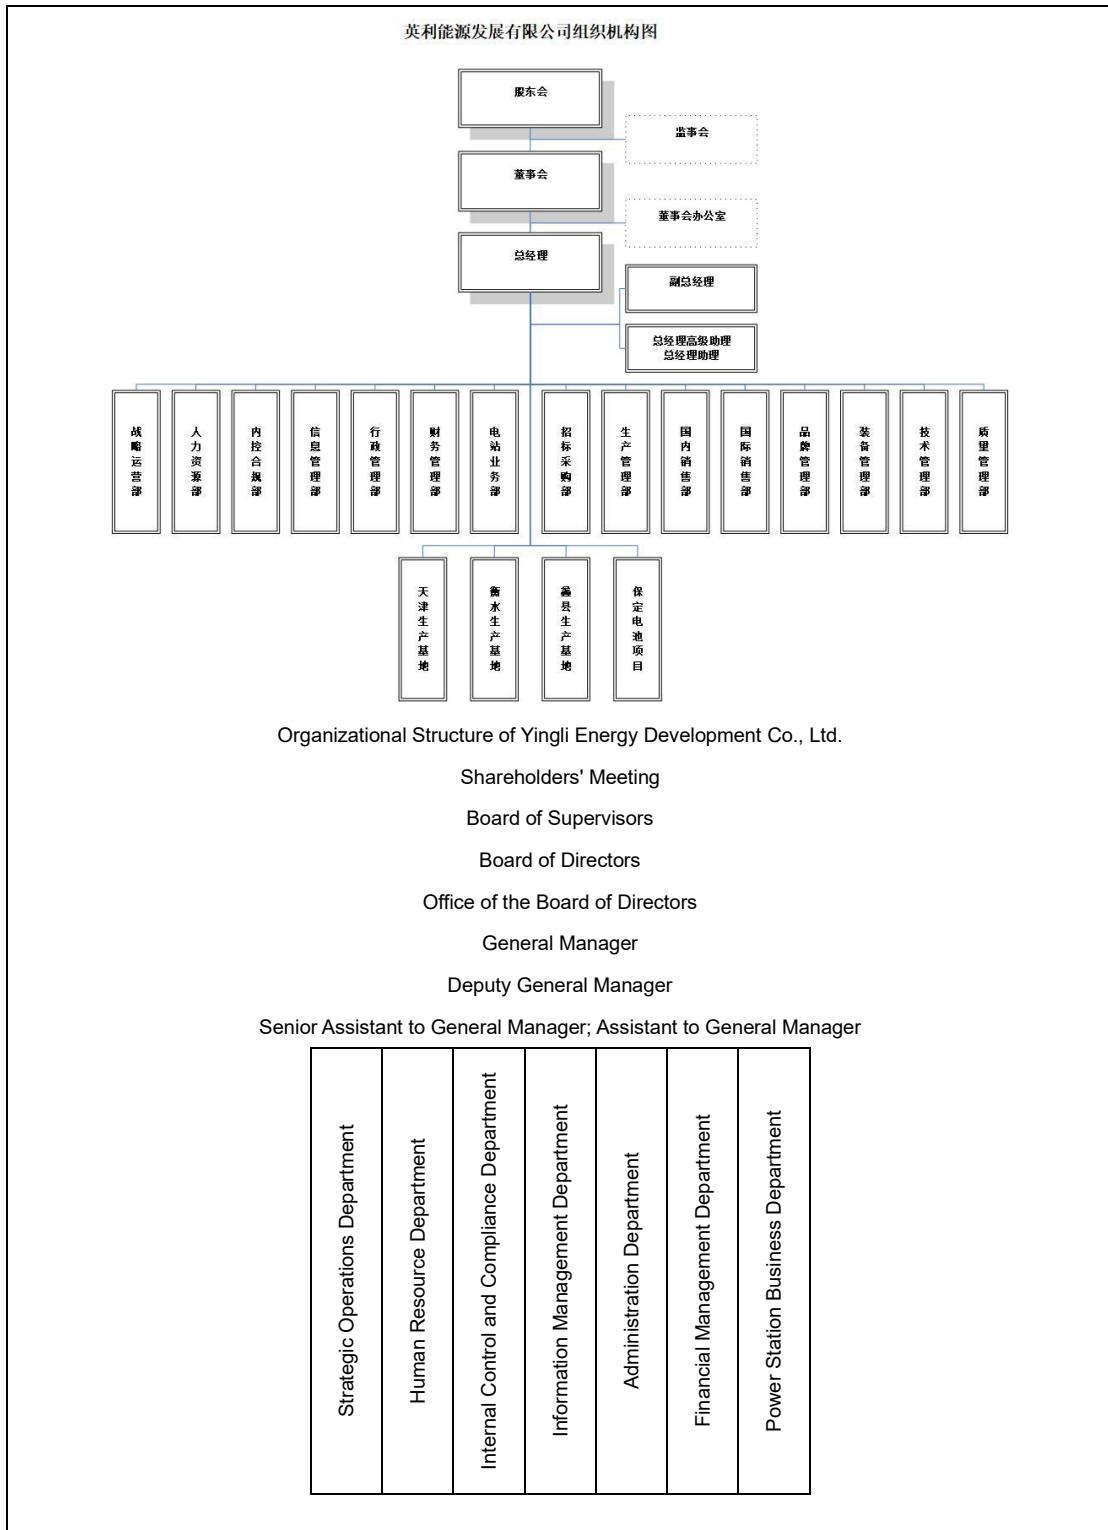 英利能源发展有限公司组织机构图
股东会
监事会
董事会
董事会办公室
总经理
副总经理
总经理高级助理
总经理助理
战略运营部
人力资源部
内控合规部
信息管理部
行政管理部
财务管理部
电站业务部
招标采购部
生产管理部
国内销售部
国际销售部
品牌管理部
装备管理部
技术管理部
质量管理部
天津生产基地
衡水生产基地
蠡县生产基地
保定电池项目
Organizational Structure of Yingli Energy Development Co., Ltd.
Shareholders' Meeting
Board of Supervisors
Board of Directors
Office of the Board of Directors
General Manager
Deputy General Manager
Senior Assistant to General Manager; Assistant to General Manager
Strategic Operations Department
Human Resource Department
Internal Control and Compliance Department
Information Management Department
Administration Department
Financial Management Department
Power Station Business Department